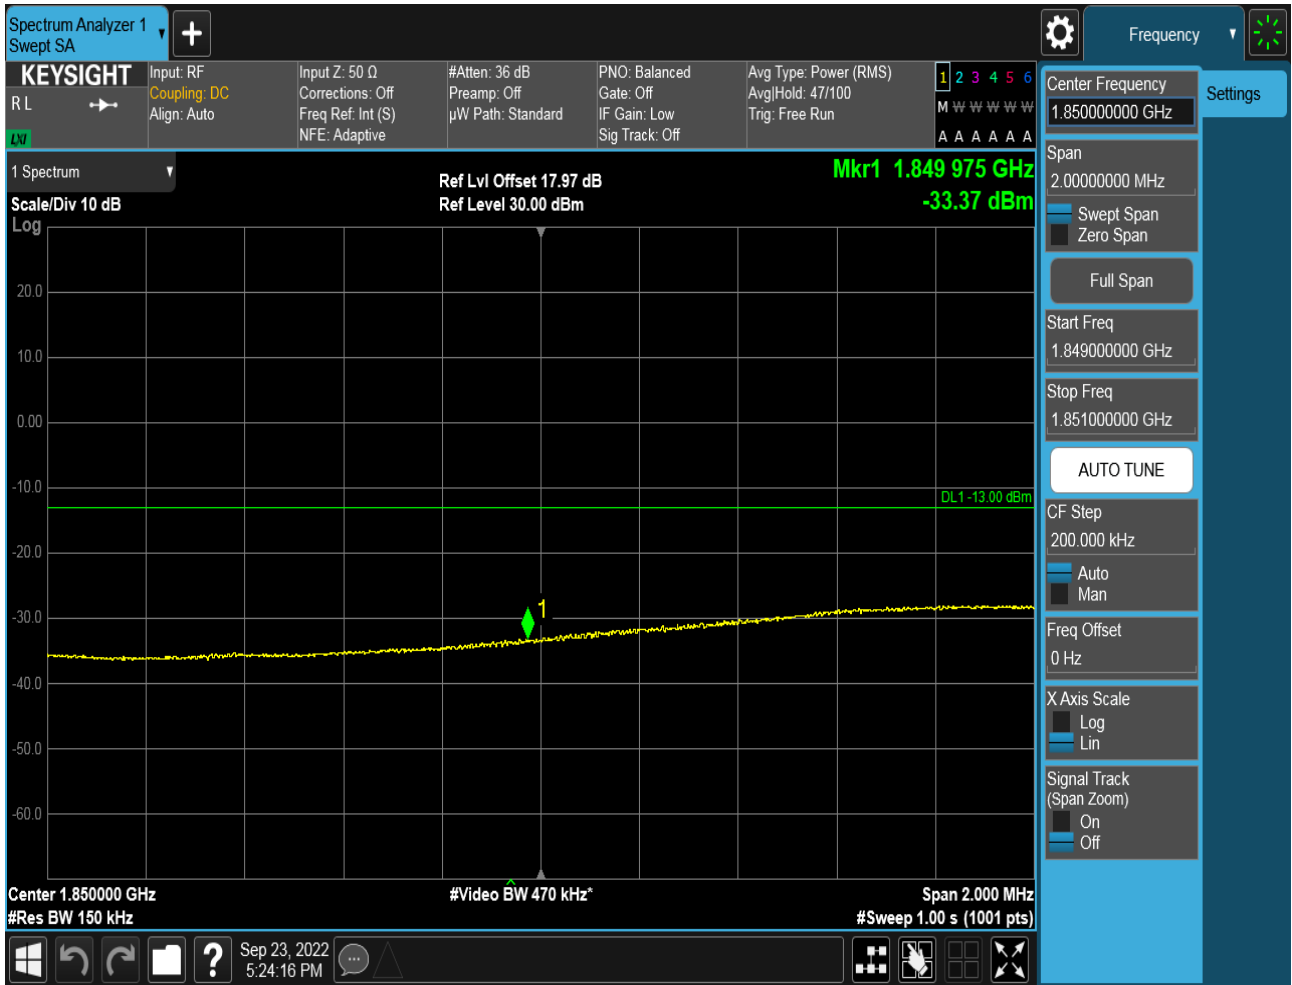 Spectrum Analyzer 1
Swept SA
Frequency
KEYSIGHT
R L
LXI
Input: RF
Coupling: DC
Align: Auto
Input Z: 50 Ω
Corrections: Off
Freq Ref: Int (S)
NFE: Adaptive
#Atten: 36 dB
Preamp: Off
µW Path: Standard
PNO: Balanced
Gate: Off
IF Gain: Low
Sig Track: Off
Avg Type: Power (RMS)
Avg|Hold: 47/100
Trig: Free Run
1 2 3 4 5 6
M W W W W W
A A A A A A
1 Spectrum
Scale/Div 10 dB
Log
Ref Lvl Offset 17.97 dB
Ref Level 30.00 dBm
Mkr1 1.849 975 GHz
-33.37 dBm
20.0
10.0
0.00
-10.0
DL1 -13.00 dBm
-20.0
1
-30.0
-40.0
-50.0
-60.0
Center 1.850000 GHz
#Res BW 150 kHz
#Video BW 470 kHz*
Span 2.000 MHz
#Sweep 1.00 s (1001 pts)
Center Frequency
1.850000000 GHz
Settings
Span
2.00000000 MHz
Swept Span
Zero Span
Full Span
Start Freq
1.849000000 GHz
Stop Freq
1.851000000 GHz
AUTO TUNE
CF Step
200.000 kHz
Auto
Man
Freq Offset
0 Hz
X Axis Scale
Log
Lin
Signal Track
(Span Zoom)
On
Off
?
Sep 23, 2022
5:24:16 PM